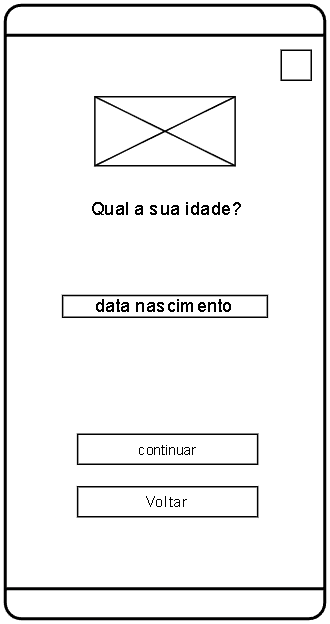 Qual a sua idade?
data nascimento
continuar
Voltar